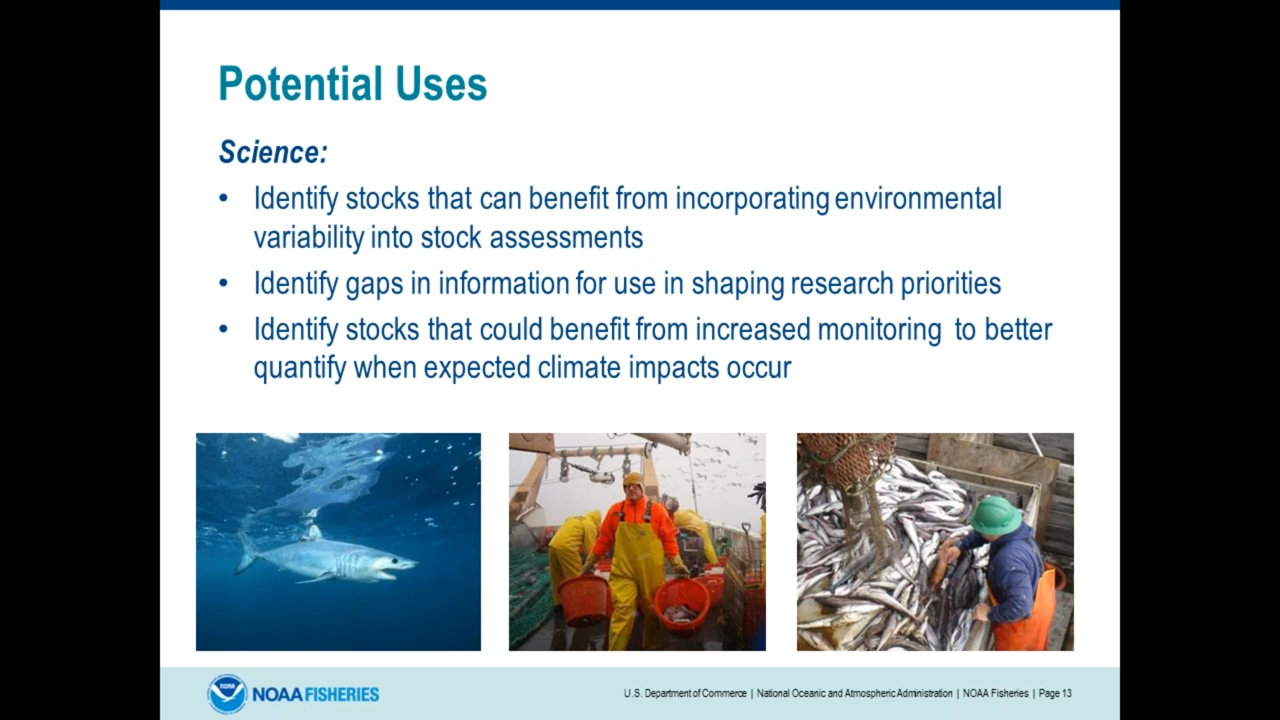 Potential Uses
Science:
• Identify stocks that can benefit from incorporating environmental
variability into stock assessments
• Identify gaps in information for use in shaping research priorities
• Identify stocks that could benefit from increased monitoring to better
quantify when expected climate impacts occur
NOAA
NOAA FISHERIES
U.S. Department of Commerce | National Oceanic and Atmospheric Administration | NOAA Fisheries | Page 13